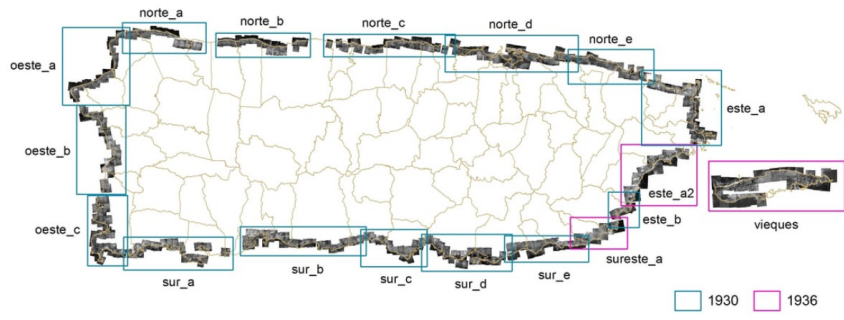 norte_a
norte_b
norte_c
norte_d
norte_e
oeste_a
este_a
oeste_b
este_a2
oeste_c
este_b
vieques
sur_a
sur_b
sur_c
sur_d
sur_e
sureste_a
1930
1936